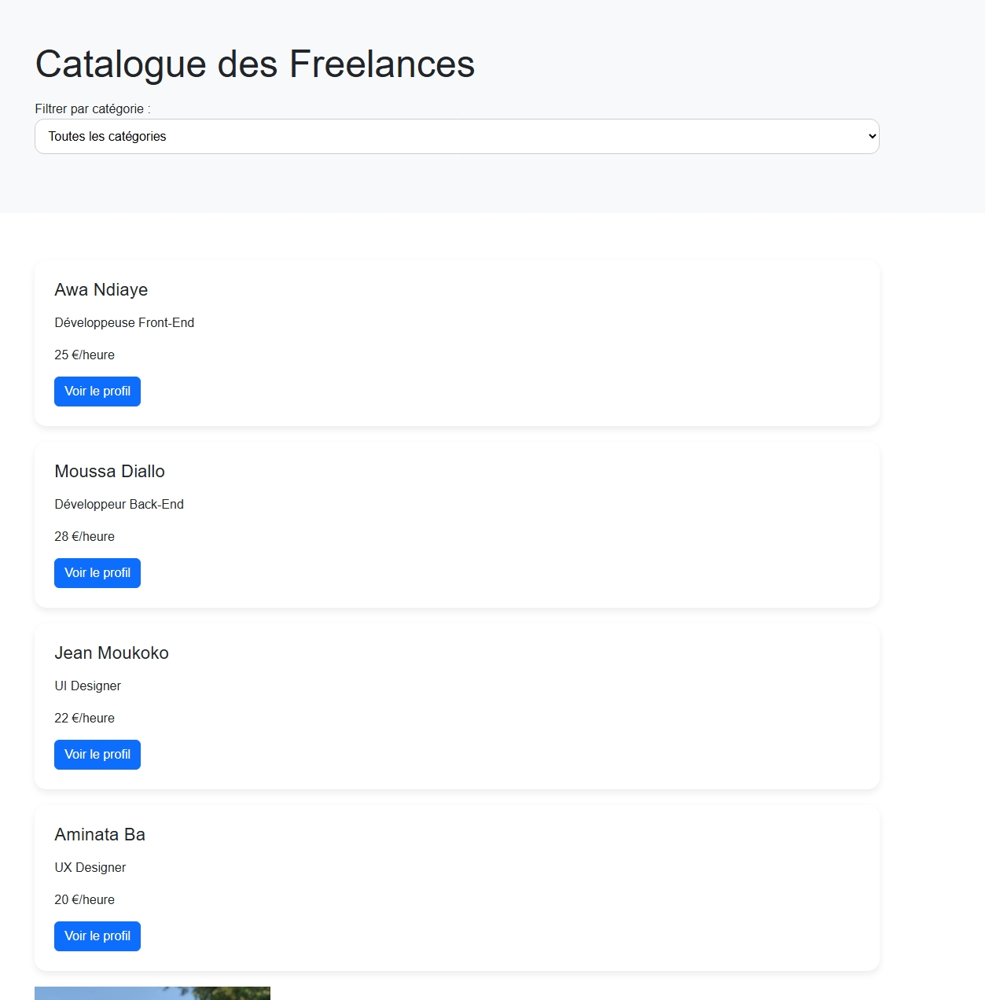 Catalogue des Freelances
Filtrer par catégorie :
Toutes les catégories
Awa Ndiaye
Développeuse Front-End
25 €/heure
Voir le profil
Moussa Diallo
Développeur Back-End
28 €/heure
Voir le profil
Jean Moukoko
UI Designer
22 €/heure
Voir le profil
Aminata Ba
UX Designer
20 €/heure
Voir le profil